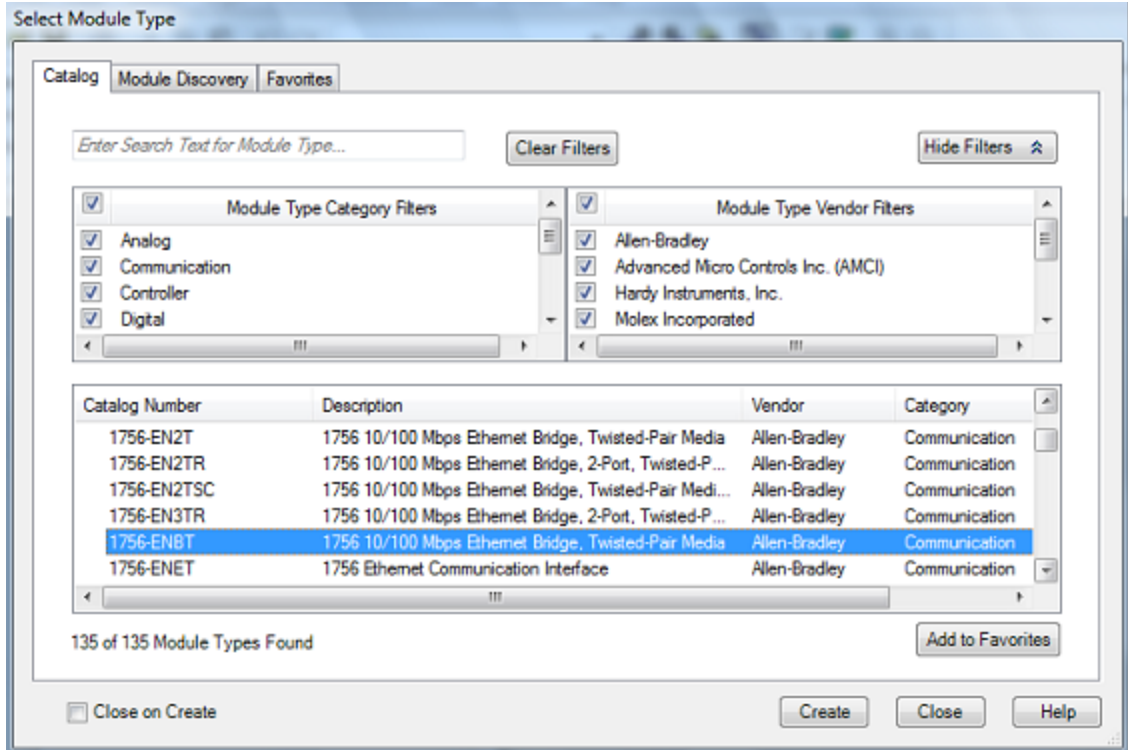 Select Module Type
Catalog Module Discovery Favorites
Enter Search Text for Module Type... Clear Filters Hide Filters
Module Type Category Filters Module Type Vendor Filters
Analog Allen-Bradley
Communication Advanced Micro Controls Inc. (AMCI)
Controller Hardy Instruments, Inc.
Digital Molex Incorporated
Catalog Number Description Vendor Category
1756-EN2T 1756 10/100 Mbps Ethernet Bridge, Twisted-Pair Media Allen-Bradley Communication
1756-EN2TR 1756 10/100 Mbps Ethernet Bridge, 2-Port, Twisted-P... Allen-Bradley Communication
1756-EN2TSC 1756 10/100 Mbps Ethernet Bridge, Twisted-Pair Medi... Allen-Bradley Communication
1756-EN3TR 1756 10/100 Mbps Ethernet Bridge, 2-Port, Twisted-P... Allen-Bradley Communication
1756-ENBT 1756 10/100 Mbps Ethernet Bridge, Twisted-Pair Media Allen-Bradley Communication
1756-ENET 1756 Ethernet Communication Interface Allen-Bradley Communication
135 of 135 Module Types Found Add to Favorites
Close on Create Create Close Help